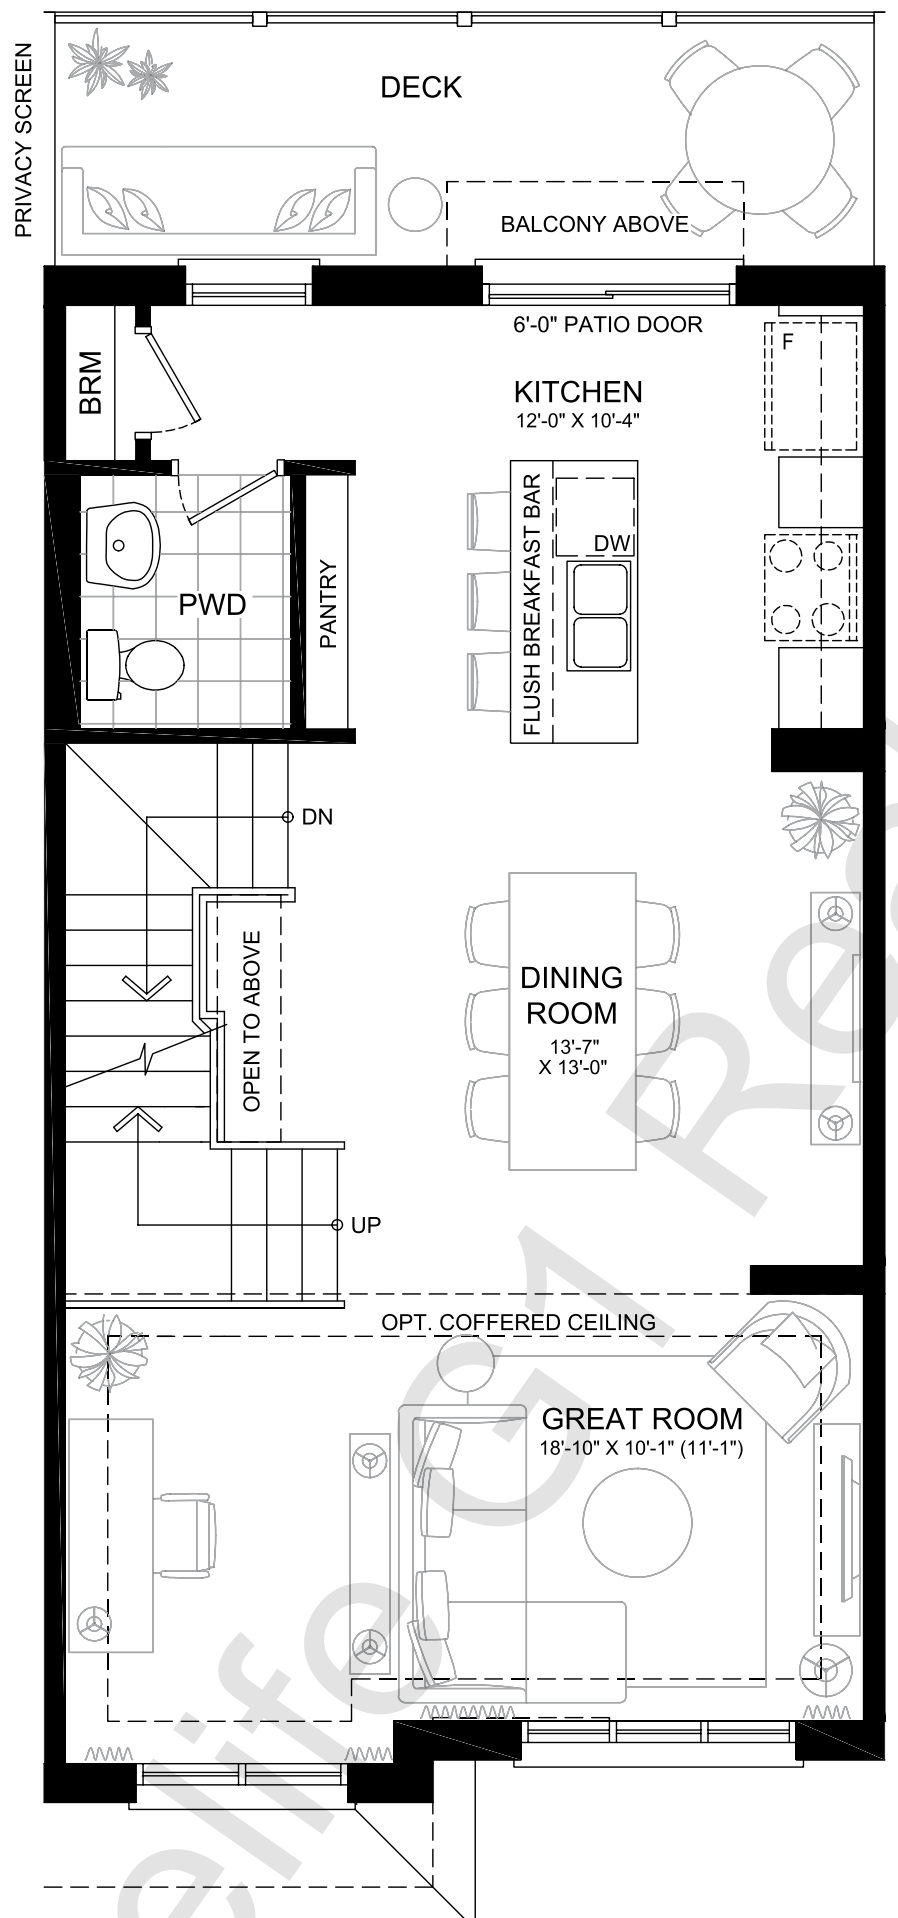 PRIVACY SCREEN
DECK
BALCONY ABOVE
6'-0" PATIO DOOR
BRM
F
KITCHEN
12'-0" X 10'-4"
FLUSH BREAKFAST BAR
DW
PWD
PANTRY
DN
OPEN TO ABOVE
DINING
ROOM
13'-7"
X 13'-0"
UP
OPT. COFFERED CEILING
GREAT ROOM
18'-10" X 10'-1" (11'-1")